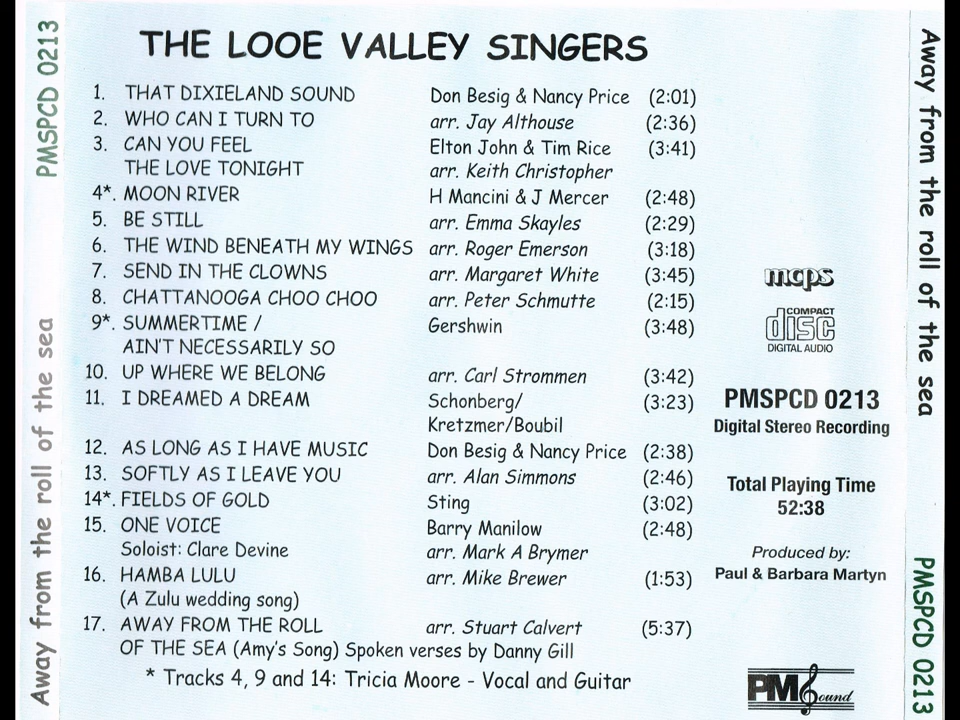 THE LOOE VALLEY SINGERS
1. THAT DIXIELAND SOUND Don Besig & Nancy Price (2:01)
2. WHO CAN I TURN TO arr. Jay Althouse (2:36)
3. CAN YOU FEEL Elton John & Tim Rice (3:41)
THE LOVE TONIGHT arr. Keith Christopher
4*. MOON RIVER H Mancini & J Mercer (2:48)
5. BE STILL arr. Emma Skayles (2:29)
6. THE WIND BENEATH MY WINGS arr. Roger Emerson (3:18)
7. SEND IN THE CLOWNS arr. Margaret White (3:45)
8. CHATTANOOGA CHOO CHOO arr. Peter Schmutte (2:15)
9*. SUMMERTIME / Gershwin (3:48)
AIN'T NECESSARILY SO
10. UP WHERE WE BELONG arr. Carl Strommen (3:42)
11. I DREAMED A DREAM Schonberg/ (3:23)
Kretzmer/Boubil
12. AS LONG AS I HAVE MUSIC Don Besig & Nancy Price (2:38)
13. SOFTLY AS I LEAVE YOU arr. Alan Simmons (2:46)
14*. FIELDS OF GOLD Sting (3:02)
15. ONE VOICE Barry Manilow (2:48)
Soloist: Clare Devine arr. Mark A Brymer
16. HAMBA LULU arr. Mike Brewer (1:53)
(A Zulu wedding song)
17. AWAY FROM THE ROLL arr. Stuart Calvert (5:37)
OF THE SEA (Amy's Song) Spoken verses by Danny Gill
* Tracks 4, 9 and 14: Tricia Moore - Vocal and Guitar
mcps
COMPACT
disc
DIGITAL AUDIO
PMSPCD 0213
Digital Stereo Recording
Total Playing Time
52:38
Produced by:
Paul & Barbara Martyn
PM Sound
Away from the roll of the sea PMSPCD 0213
Away from the roll of the sea PMSPCD 0213